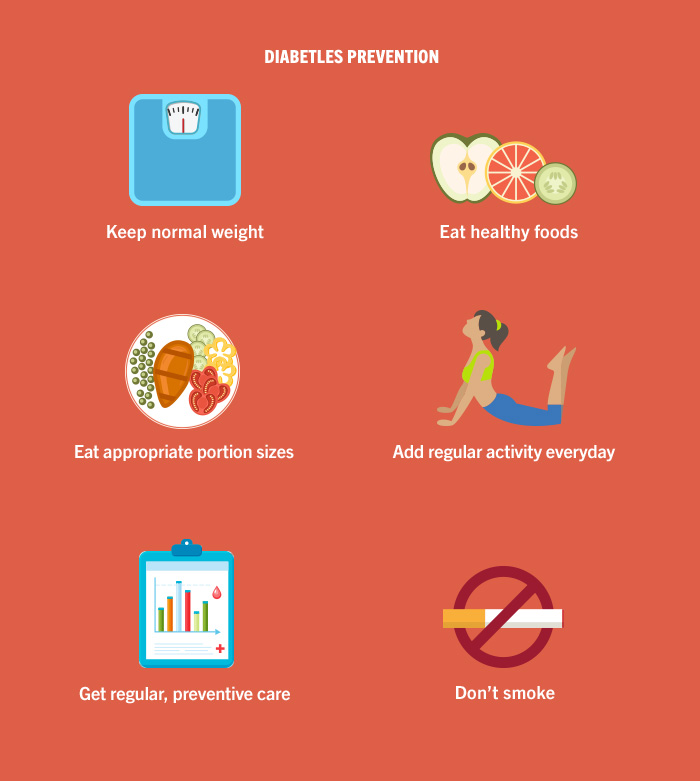 DIABETLES PREVENTION
Keep normal weight
Eat healthy foods
Eat appropriate portion sizes
Add regular activity everyday
Get regular, preventive care
Don’t smoke